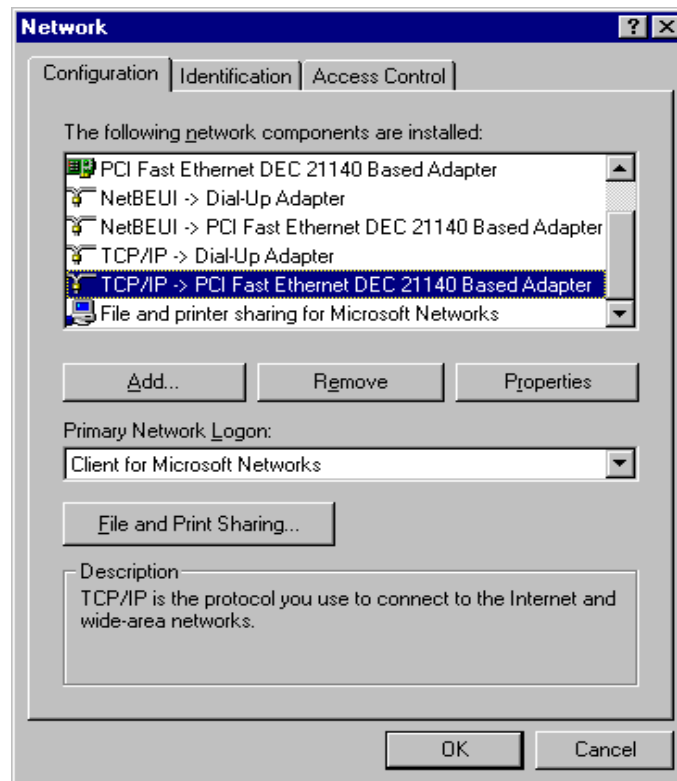 Network
Configuration Identification Access Control
The following network components are installed:
PCI Fast Ethernet DEC 21140 Based Adapter
NetBEUI -> Dial-Up Adapter
NetBEUI -> PCI Fast Ethernet DEC 21140 Based Adapter
TCP/IP -> Dial-Up Adapter
TCP/IP -> PCI Fast Ethernet DEC 21140 Based Adapter
File and printer sharing for Microsoft Networks
Add... Remove Properties
Primary Network Logon:
Client for Microsoft Networks
File and Print Sharing...
Description
TCP/IP is the protocol you use to connect to the Internet and
wide-area networks.
OK Cancel